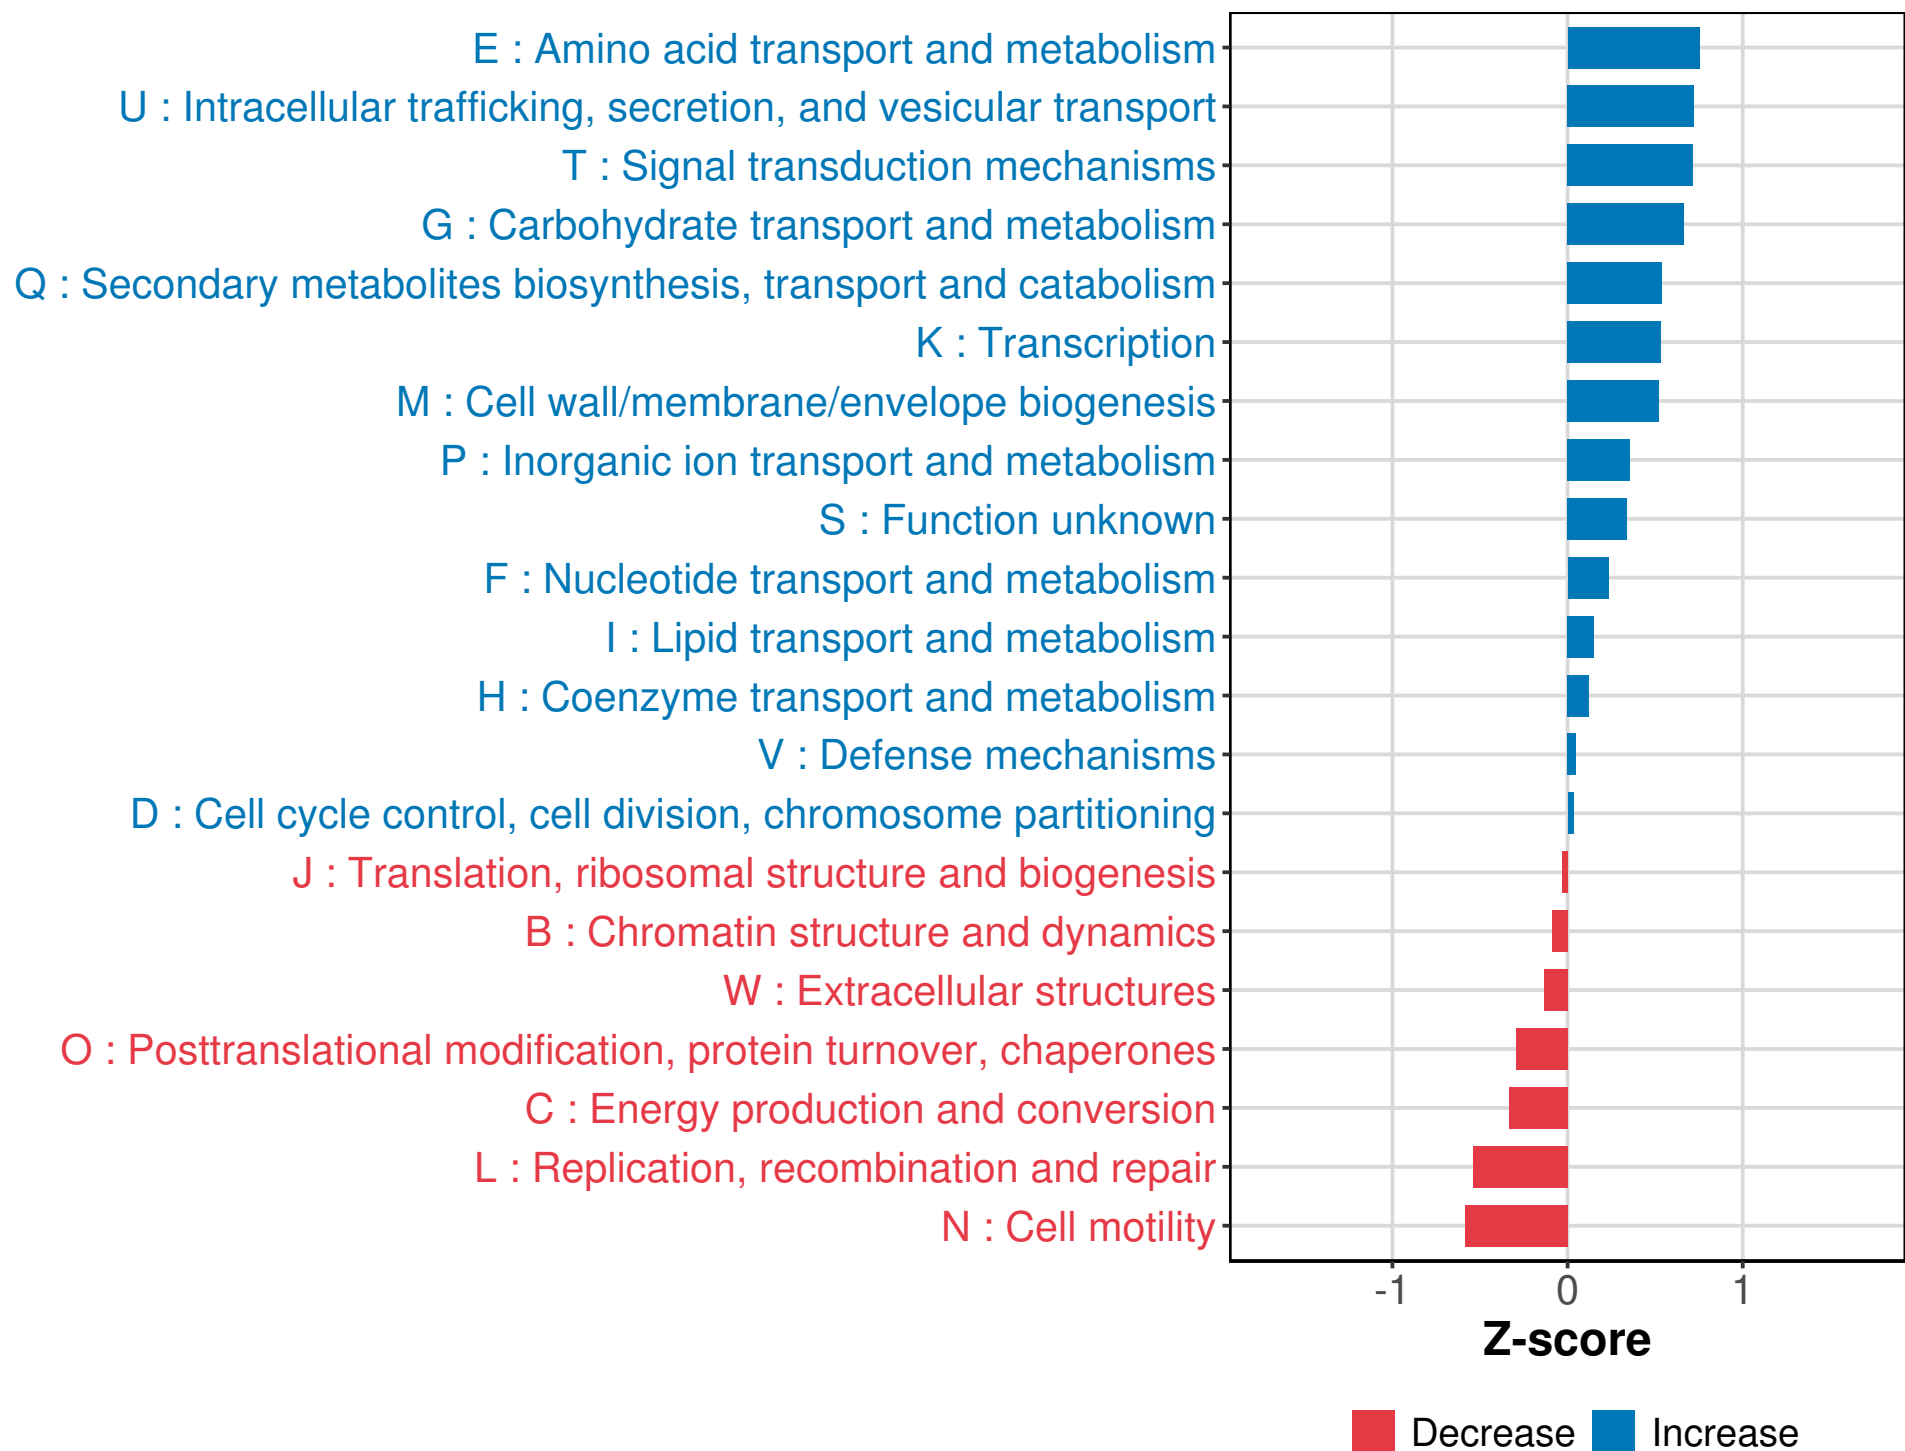 E : Amino acid transport and metabolism
U : Intracellular trafficking, secretion, and vesicular transport
T : Signal transduction mechanisms
G : Carbohydrate transport and metabolism
Q : Secondary metabolites biosynthesis, transport and catabolism
K : Transcription
M : Cell wall/membrane/envelope biogenesis
P : Inorganic ion transport and metabolism
S : Function unknown
F : Nucleotide transport and metabolism
I : Lipid transport and metabolism
H : Coenzyme transport and metabolism
V : Defense mechanisms
D : Cell cycle control, cell division, chromosome partitioning
J : Translation, ribosomal structure and biogenesis
B : Chromatin structure and dynamics
W : Extracellular structures
O : Posttranslational modification, protein turnover, chaperones
C : Energy production and conversion
L : Replication, recombination and repair
N : Cell motility
-1 0 1
Z-score
Decrease Increase